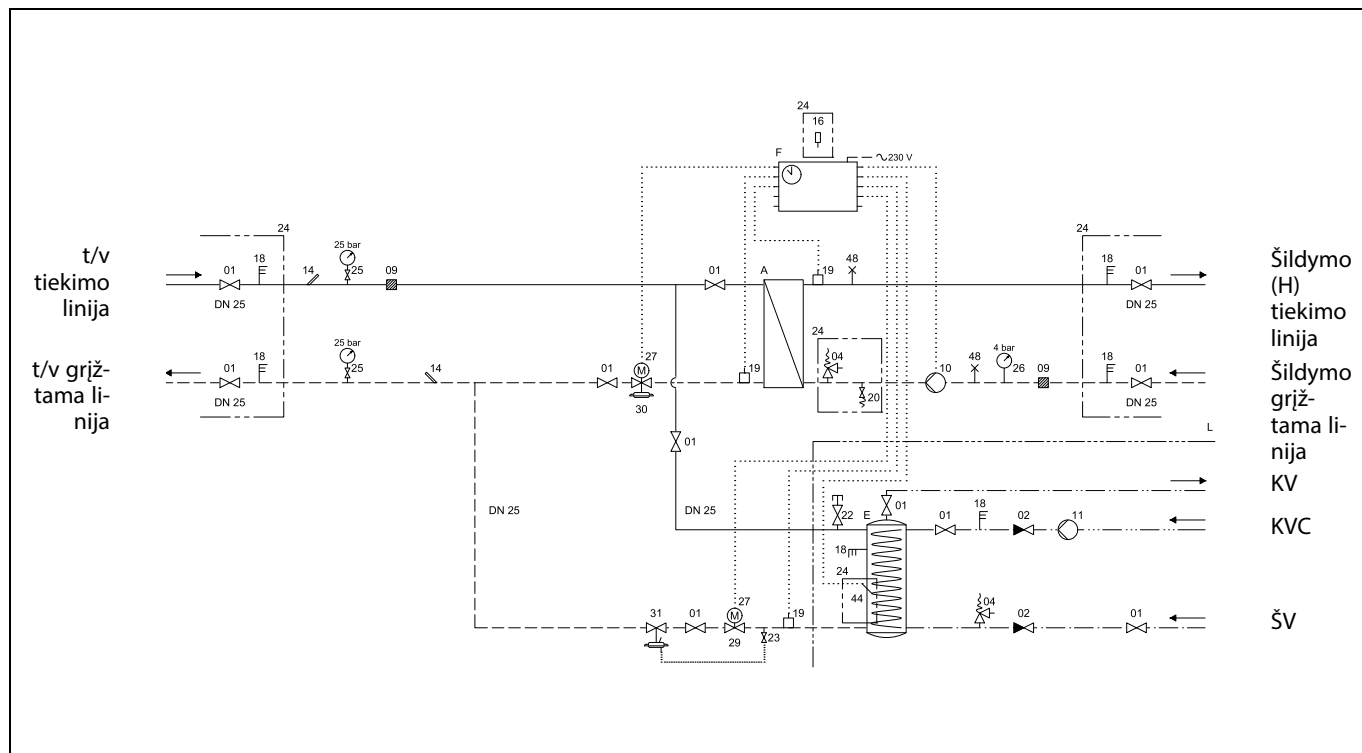 24
16
F
230 V
24
24
t/v
tiekimo
linija
01
18
14
25 bar
25
09
01
A
19
48
18
01
Šildymo
(H)
tiekimo
linija
DN 25
DN 25
24
t/v grįž-
tama li-
nija
01
18
25 bar
25
14
01
27
M
30
19
04
20
10
48
4 bar
26
09
18
01
Šildymo
grįž-
tama li-
nija
DN 25
DN 25
01
L
KV
DN 25
DN 25
22
E
01
01
18
02
11
KVC
18
24
44
31
01
27
M
29
23
19
04
02
01
ŠV